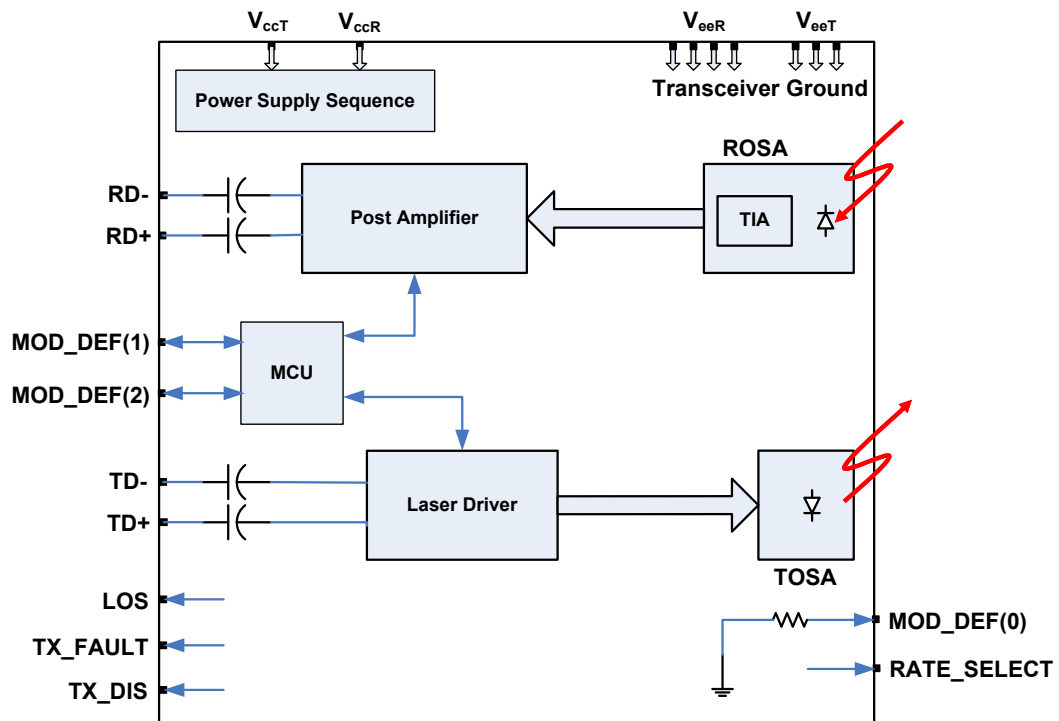 VccT
VccR
VeeR
VeeT
Power Supply Sequence
Transceiver Ground
ROSA
RD-
RD+
Post Amplifier
TIA
MOD_DEF(1)
MOD_DEF(2)
MCU
TD-
TD+
Laser Driver
TOSA
LOS
TX_FAULT
TX_DIS
MOD_DEF(0)
RATE_SELECT